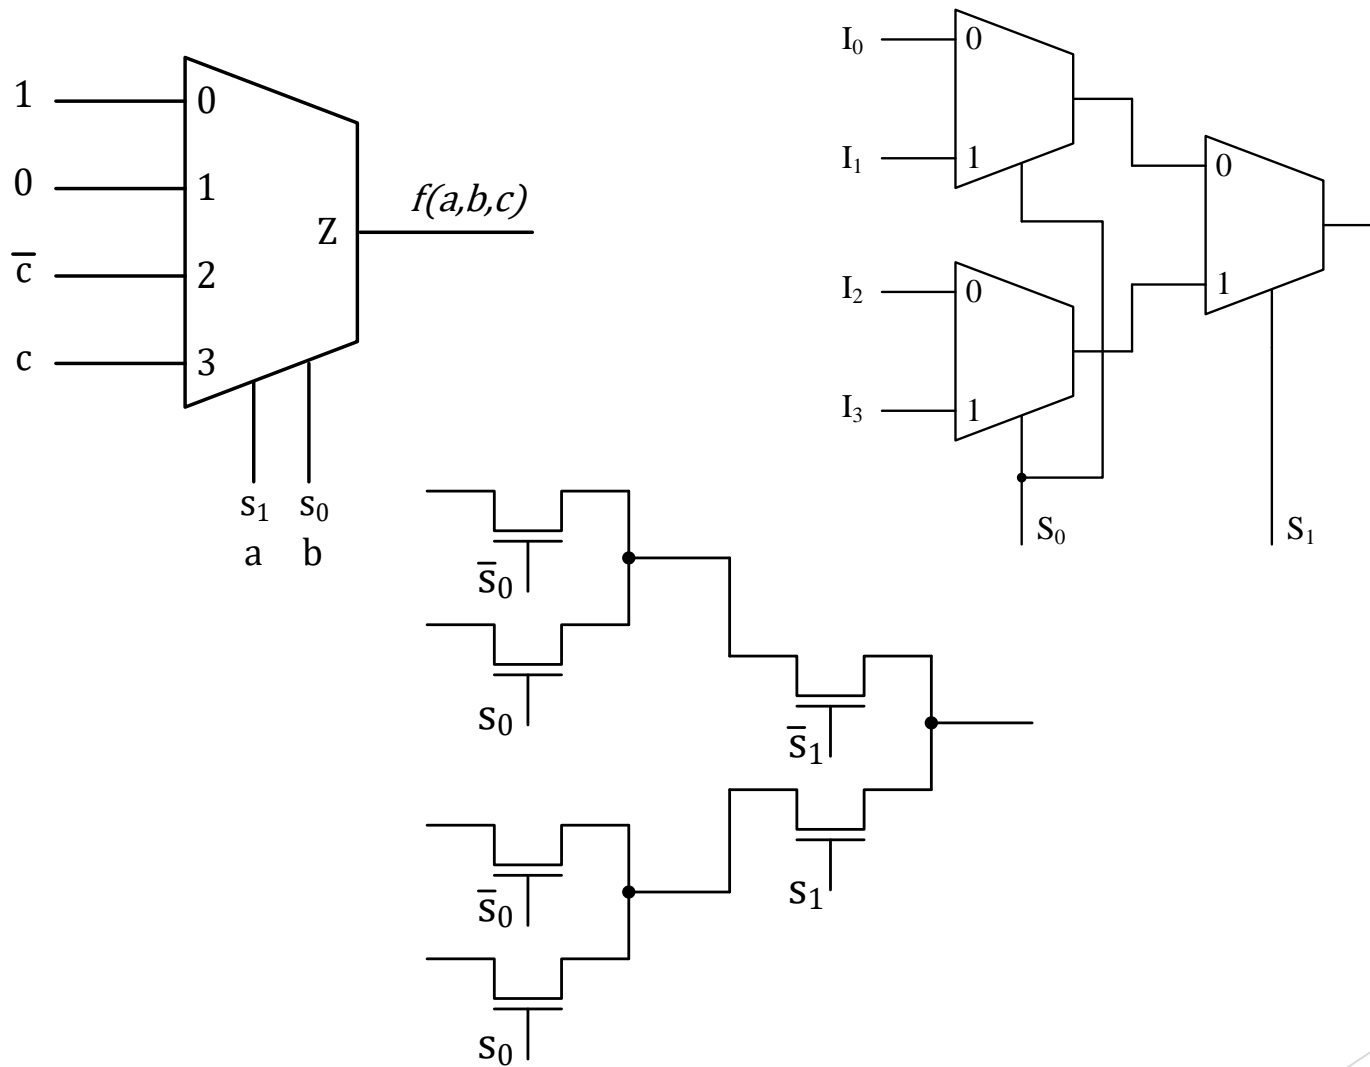 1
0
0
1
Z
f(a,b,c)
c̅
2
c
3
s₁ s₀
a b
I₀ 0
I₁ 1
I₂ 0
I₃ 1
0
1
S₀ S₁
s̅₀
s₀
s̅₁
s̅₀
s₁
s₀